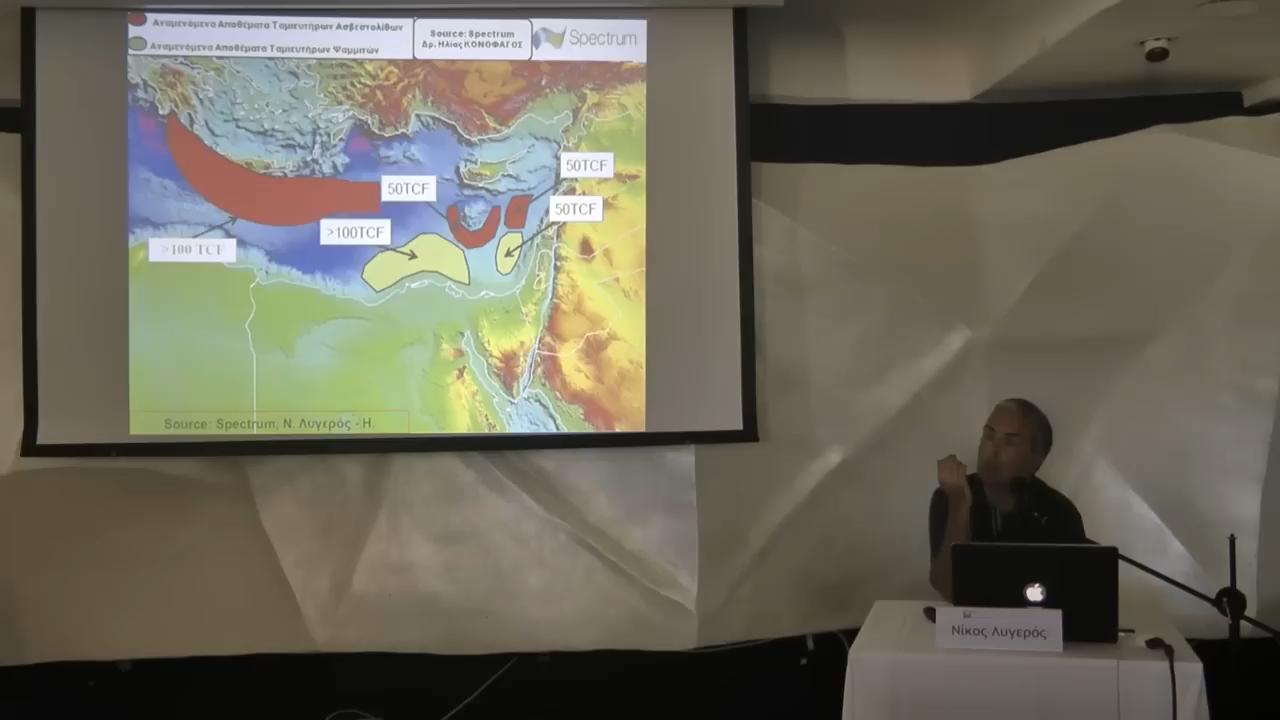 Αναμενόμενα Αποθέματα Ταμιευτήρων Ασβεστολίθων
Αναμενόμενα Αποθέματα Ταμιευτήρων Ψαμμιτών
Source: Spectrum
Δρ. Ηλίας ΚΟΝΟΦΑΓΟΣ
Spectrum
50TCF
50TCF
50TCF
>100TCF
>100 TCF
Source: Spectrum, Ν. Λυγερός - Η.
Νίκος Λυγερός